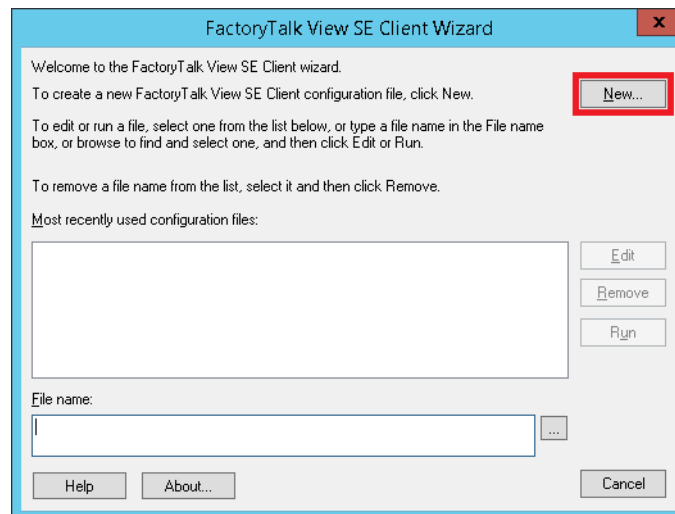 FactoryTalk View SE Client Wizard
x
Welcome to the FactoryTalk View SE Client wizard.
To create a new FactoryTalk View SE Client configuration file, click New.
New...
To edit or run a file, select one from the list below, or type a file name in the File name
box, or browse to find and select one, and then click Edit or Run.
To remove a file name from the list, select it and then click Remove.
Most recently used configuration files:
Edit
Remove
Run
File name:
...
Help
About...
Cancel